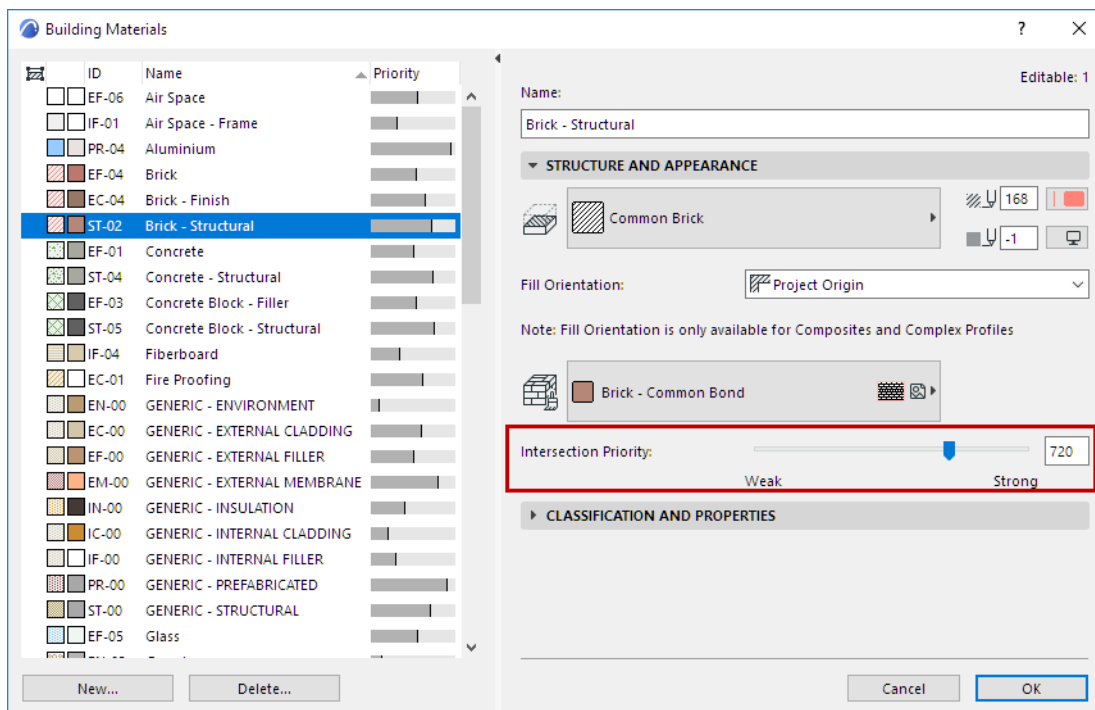 Building Materials
? 
ID Name Priority
EF-06 Air Space
IF-01 Air Space - Frame
PR-04 Aluminium
EF-04 Brick
EC-04 Brick - Finish
ST-02 Brick - Structural
EF-01 Concrete
ST-04 Concrete - Structural
EF-03 Concrete Block - Filler
ST-05 Concrete Block - Structural
IF-04 Fiberboard
EC-01 Fire Proofing
EN-00 GENERIC - ENVIRONMENT
EC-00 GENERIC - EXTERNAL CLADDING
EF-00 GENERIC - EXTERNAL FILLER
EM-00 GENERIC - EXTERNAL MEMBRANE
IN-00 GENERIC - INSULATION
IC-00 GENERIC - INTERNAL CLADDING
IF-00 GENERIC - INTERNAL FILLER
PR-00 GENERIC - PREFABRICATED
ST-00 GENERIC - STRUCTURAL
EF-05 Glass
New... Delete...
Editable: 1
Name:
Brick - Structural
STRUCTURE AND APPEARANCE
Common Brick
168
-1
Fill Orientation: Project Origin
Note: Fill Orientation is only available for Composites and Complex Profiles
Brick - Common Bond
Intersection Priority: 720
Weak Strong
CLASSIFICATION AND PROPERTIES
Cancel OK